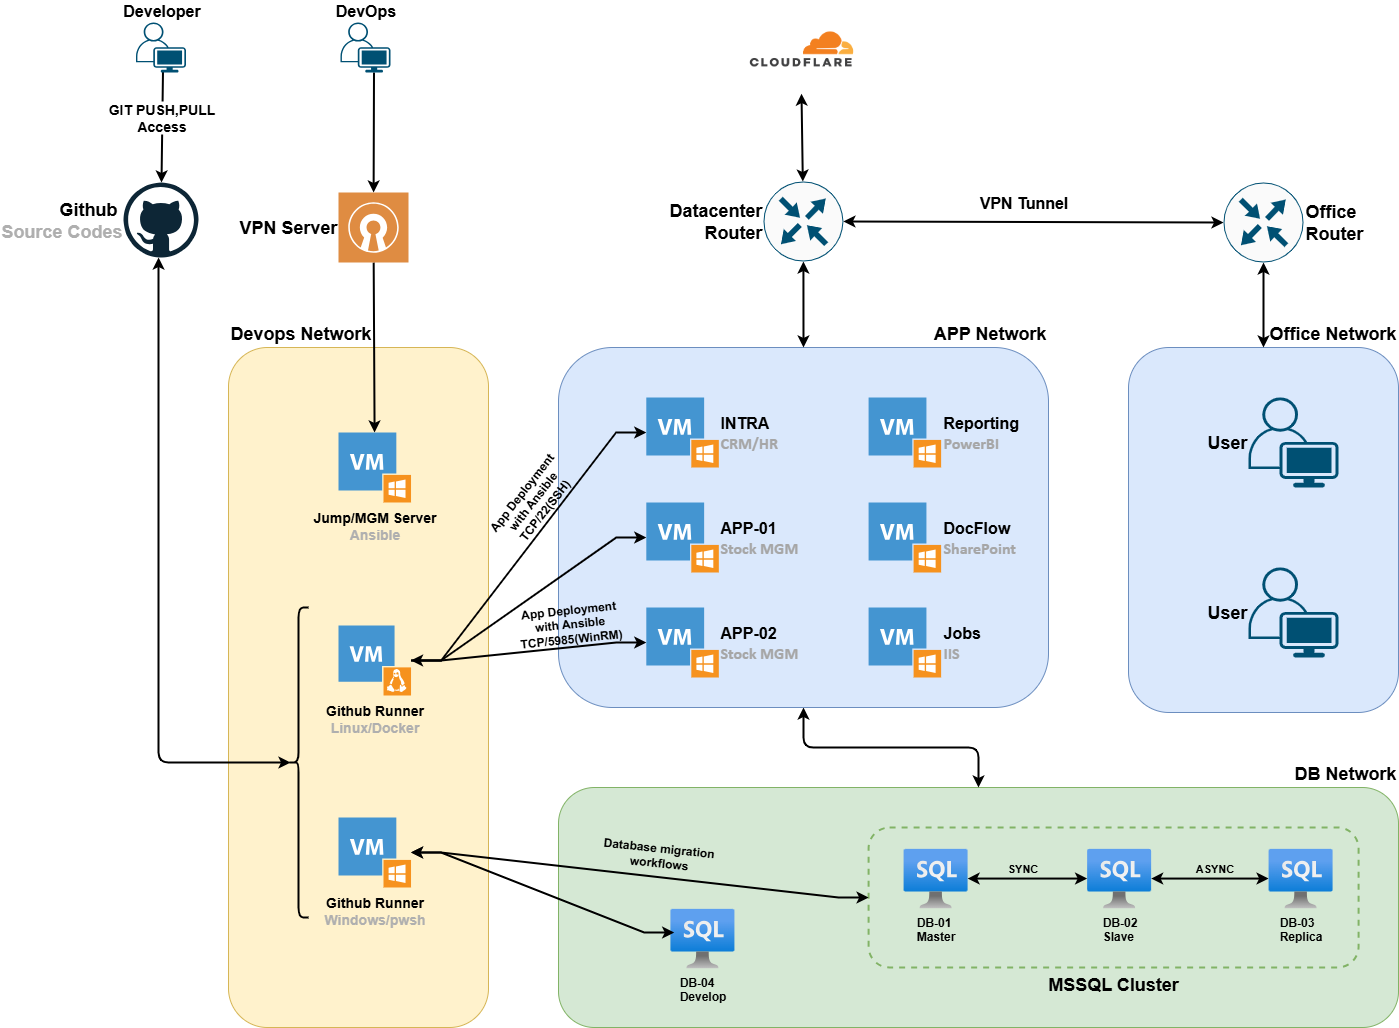 Developer
DevOps
CLOUDFLARE
GIT PUSH,PULL
Access
Github
Source Codes
VPN Server
Datacenter
Router
VPN Tunnel
Office
Router
Devops Network
APP Network
Office Network
VM
Jump/MGM Server
Ansible
App Deployment
with Ansible
TCP/22(SSH)
VM
INTRA
CRM/HR
VM
Reporting
PowerBI
User
VM
APP-01
Stock MGM
VM
DocFlow
SharePoint
App Deployment
with Ansible
TCP/5985(WinRM)
VM
APP-02
Stock MGM
VM
Jobs
IIS
User
VM
Github Runner
Linux/Docker
VM
Github Runner
Windows/pwsh
DB Network
Database migration
workflows
SQL
DB-01
Master
SYNC
SQL
DB-02
Slave
ASYNC
SQL
DB-03
Replica
SQL
DB-04
Develop
MSSQL Cluster